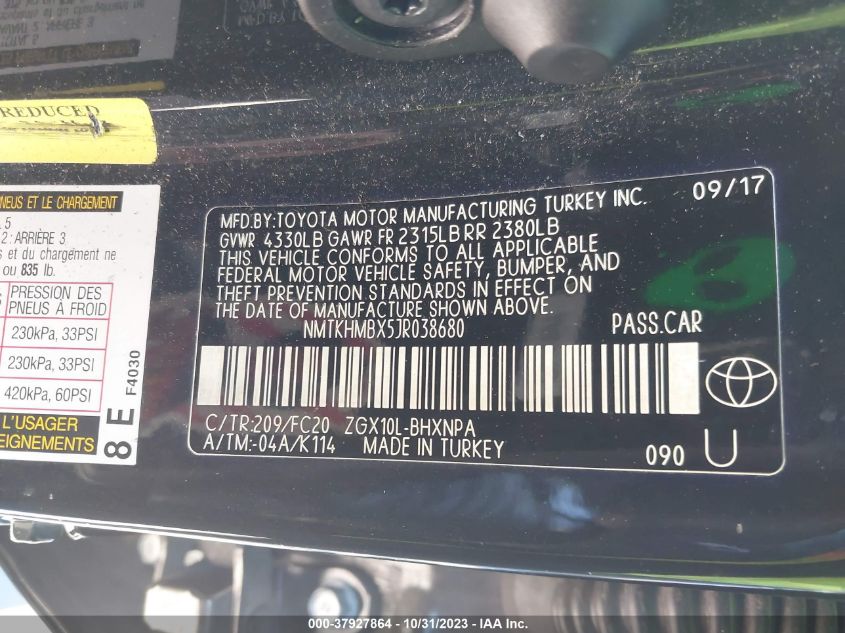 REDUCED
PNEUS ET LE CHARGEMENT
5
2 : ARRIÈRE 3
s et du chargement ne
ou 835 lb.
PRESSION DES
PNEUS À FROID
230kPa, 33PSI
230kPa, 33PSI
420kPa, 60PSI
L'USAGER
8 E F4030
09/17
MFD.BY:TOYOTA MOTOR MANUFACTURING TURKEY INC.
GVWR 4330LB GAWR FR 2315LB RR 2380LB
THIS VEHICLE CONFORMS TO ALL APPLICABLE
FEDERAL MOTOR VEHICLE SAFETY, BUMPER, AND
THEFT PREVENTION STANDARDS IN EFFECT ON
THE DATE OF MANUFACTURE SHOWN ABOVE.
NMTKHMBX5JR038680 PASS.CAR
C/TR:209/FC20 ZGX10L-BHXNPA
A/TM:-04A/K114 MADE IN TURKEY
090 U
000-37927864 - 10/31/2023 - Copyright © IAA, Inc.